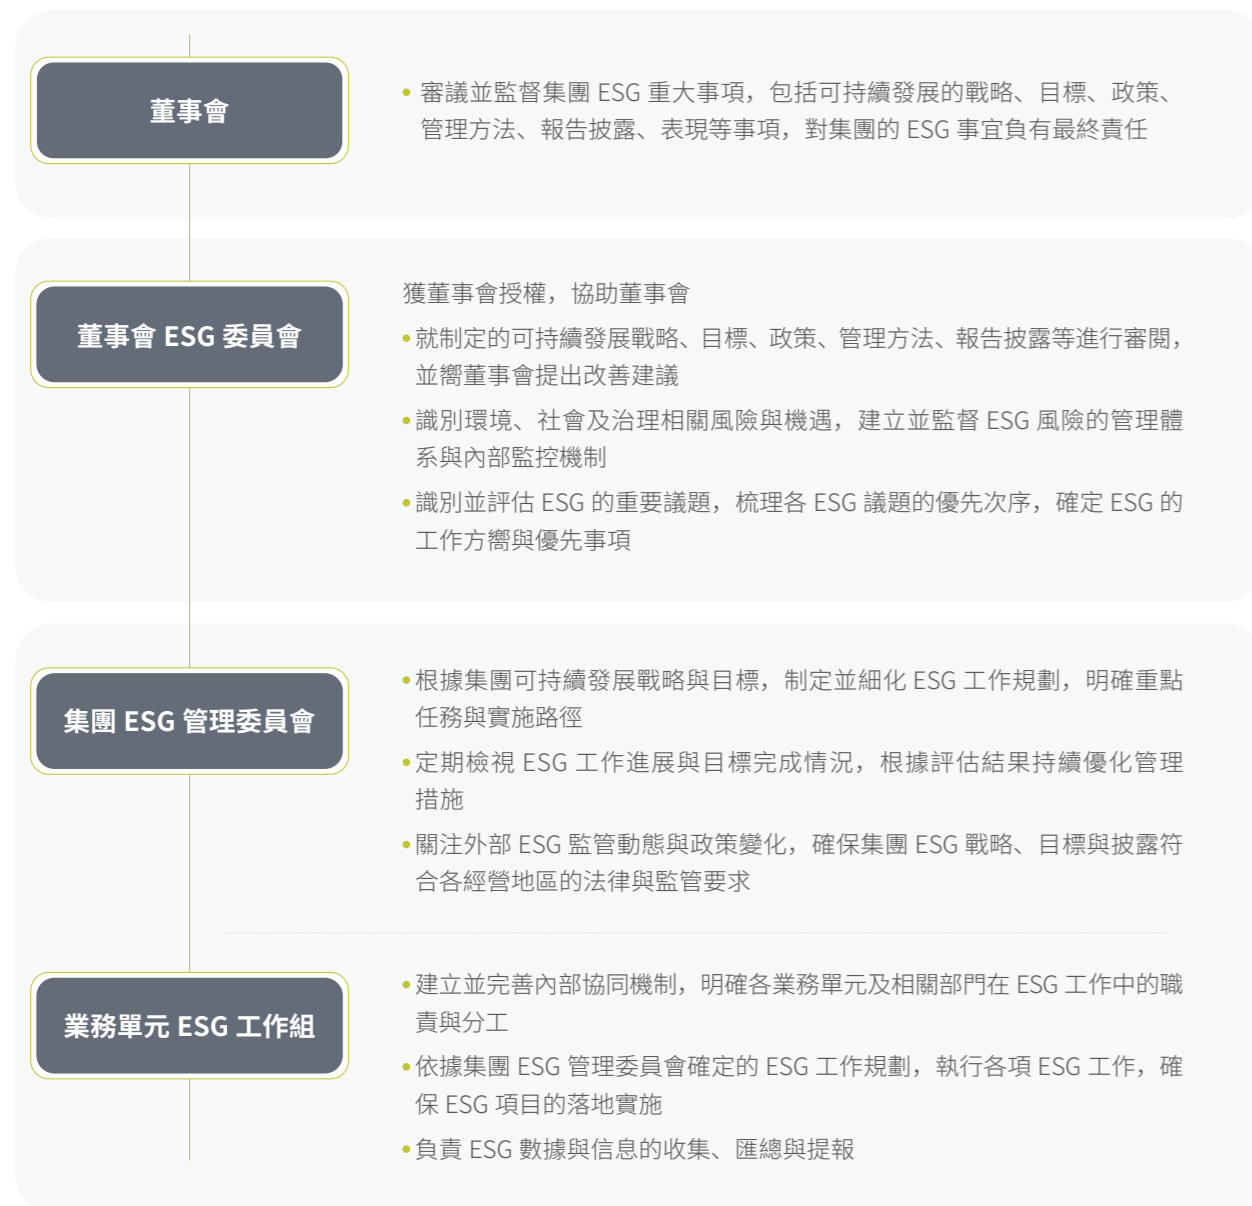 董事會
• 審議並監督集團 ESG 重大事項，包括可持續發展的戰略、目標、政策、
管理方法、報告披露、表現等事項，對集團的 ESG 事宜負有最終責任
董事會 ESG 委員會
獲董事會授權，協助董事會
•就制定的可持續發展戰略、目標、政策、管理方法、報告披露等進行審閱，
並嚮董事會提出改善建議
•識別環境、社會及治理相關風險與機遇，建立並監督 ESG 風險的管理體
系與內部監控機制
•識別並評估 ESG 的重要議題，梳理各 ESG 議題的優先次序，確定 ESG 的
工作方嚮與優先事項
集團 ESG 管理委員會
•根據集團可持續發展戰略與目標，制定並細化 ESG 工作規劃，明確重點
任務與實施路徑
•定期檢視 ESG 工作進展與目標完成情況，根據評估結果持續優化管理
措施
•關注外部 ESG 監管動態與政策變化，確保集團 ESG 戰略、目標與披露符
合各經營地區的法律與監管要求
業務單元 ESG 工作組
•建立並完善內部協同機制，明確各業務單元及相關部門在 ESG 工作中的職
責與分工
•依據集團 ESG 管理委員會確定的 ESG 工作規劃，執行各項 ESG 工作，確
保 ESG 項目的落地實施
•負責 ESG 數據與信息的收集、匯總與提報